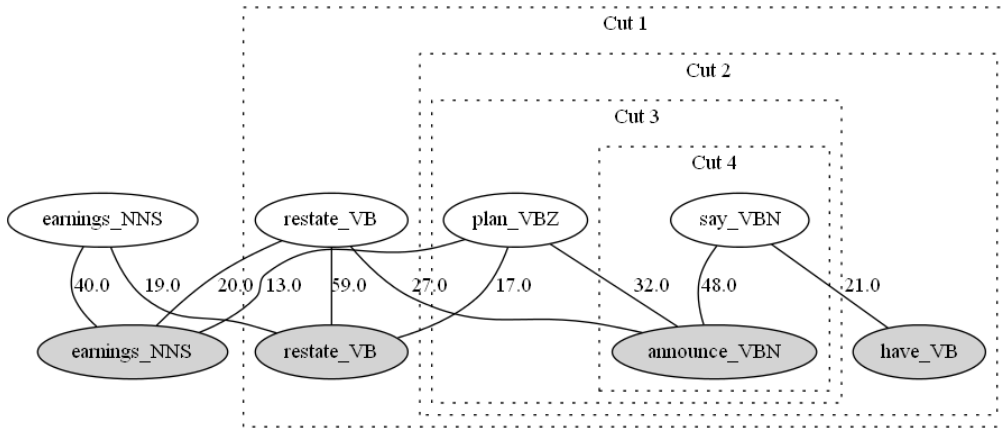 Cut 1
Cut 2
Cut 3
Cut 4
earnings_NNS restate_VB plan_VBZ say_VBN
40.0 19.0 20.0 13.0 59.0 27.0 17.0 32.0 48.0 21.0
earnings_NNS restate_VB announce_VBN have_VB